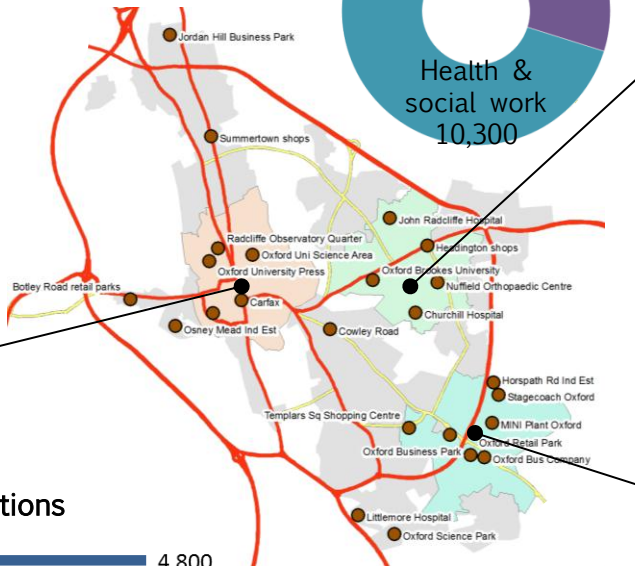 Jordan Hill Business Park
Health &
social work
10,300
Summertown shops
John Radcliffe Hospital
Radcliffe Observatory Quarter
Headington shops
Oxford Uni Science Area
Oxford University Press
Oxford Brookes University
Botley Road retail parks
Nuffield Orthopaedic Centre
Carfax
Churchill Hospital
Osney Mead Ind Est
Cowley Road
Horspath Rd Ind Est
Stagecoach Oxford
Templars Sq Shopping Centre
MINI Plant Oxford
Oxford Retail Park
Oxford Business Park
Oxford Bus Company
tions
Littlemore Hospital
Oxford Science Park
4,800